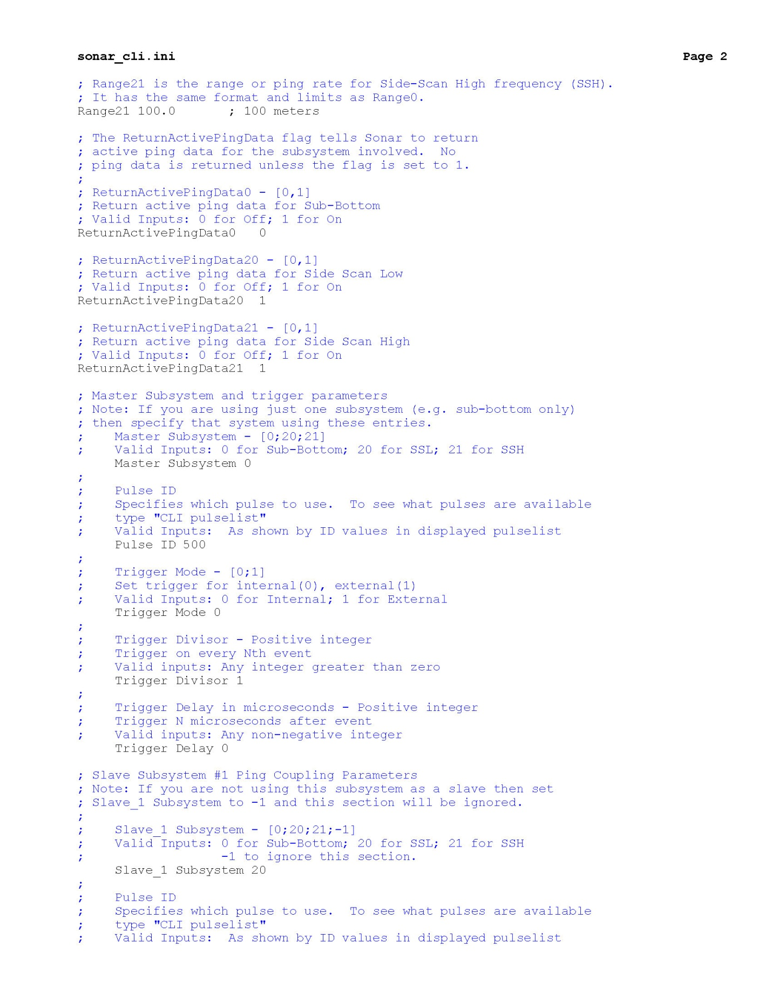 sonar_cli.ini Page 2
; Range21 is the range or ping rate for Side-Scan High frequency (SSH).
; It has the same format and limits as Range0.
Range21 100.0       ; 100 meters
; The ReturnActivePingData flag tells Sonar to return
; active ping data for the subsystem involved.  No
; ping data is returned unless the flag is set to 1.
;
; ReturnActivePingData0 - [0,1]
; Return active ping data for Sub-Bottom
; Valid Inputs: 0 for Off; 1 for On
ReturnActivePingData0   0
; ReturnActivePingData20 - [0,1]
; Return active ping data for Side Scan Low
; Valid Inputs: 0 for Off; 1 for On
ReturnActivePingData20  1
; ReturnActivePingData21 - [0,1]
; Return active ping data for Side Scan High
; Valid Inputs: 0 for Off; 1 for On
ReturnActivePingData21  1
; Master Subsystem and trigger parameters
; Note: If you are using just one subsystem (e.g. sub-bottom only)
; then specify that system using these entries.
;    Master Subsystem - [0;20;21]
;    Valid Inputs: 0 for Sub-Bottom; 20 for SSL; 21 for SSH
     Master Subsystem 0
;
;    Pulse ID
;    Specifies which pulse to use.  To see what pulses are available
;    type "CLI pulselist"
;    Valid Inputs:  As shown by ID values in displayed pulselist
     Pulse ID 500
;
;    Trigger Mode - [0;1]
;    Set trigger for internal(0), external(1)
;    Valid Inputs: 0 for Internal; 1 for External
     Trigger Mode 0
;
;    Trigger Divisor - Positive integer
;    Trigger on every Nth event
;    Valid inputs: Any integer greater than zero
     Trigger Divisor 1
;
;    Trigger Delay in microseconds - Positive integer
;    Trigger N microseconds after event
;    Valid inputs: Any non-negative integer
     Trigger Delay 0
; Slave Subsystem #1 Ping Coupling Parameters
; Note: If you are not using this subsystem as a slave then set
; Slave_1 Subsystem to -1 and this section will be ignored.
;
;    Slave_1 Subsystem - [0;20;21;-1]
;    Valid Inputs: 0 for Sub-Bottom; 20 for SSL; 21 for SSH
;                  -1 to ignore this section.
     Slave_1 Subsystem 20
;
;    Pulse ID
;    Specifies which pulse to use.  To see what pulses are available
;    type "CLI pulselist"
;    Valid Inputs:  As shown by ID values in displayed pulselist